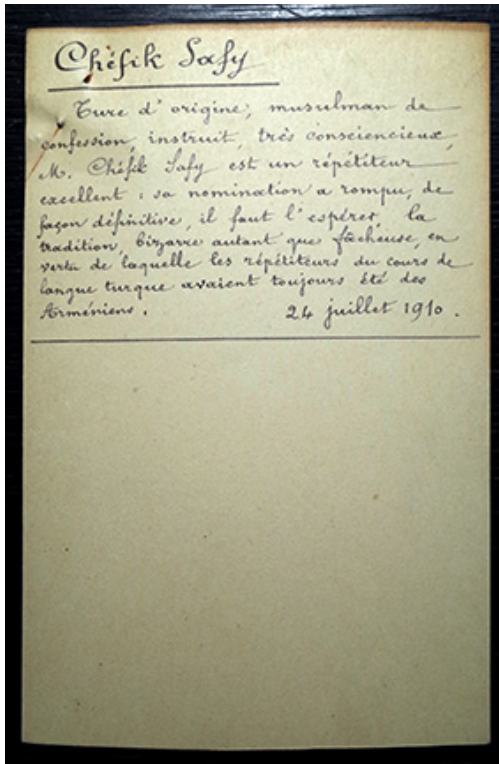 Chéfik Safy
Turc d'origine, musulman de
confession, instruit, très consciencieux,
M. Chéfik Safy est un répétiteur
excellent : sa nomination a rompu, de
façon définitive, il faut l'espérer, la
tradition, bizarre autant que fâcheuse, en
vertu de laquelle les répétiteurs du cours de
langue turque avaient toujours été des
Arméniens. 24 juillet 1910.